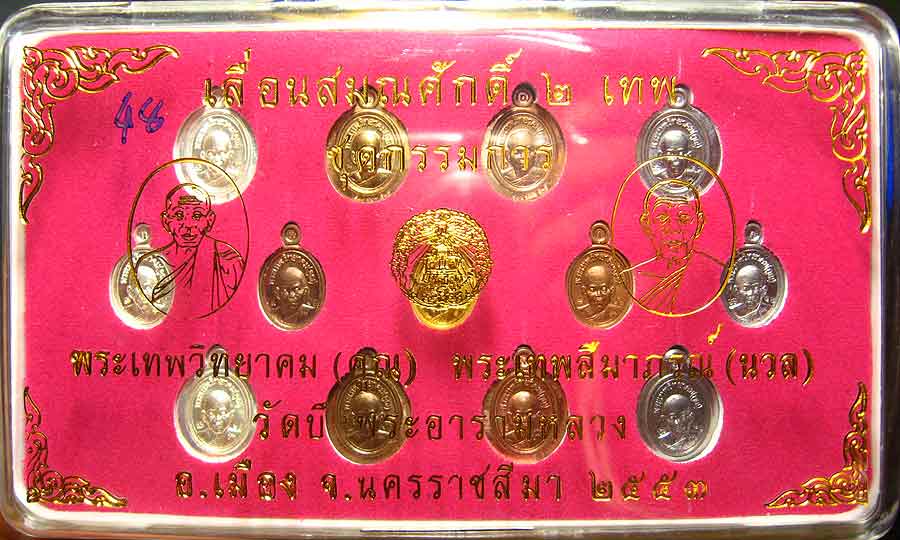 เลื่อนสมณศักดิ์ ๒ เทพ
48
ชุดกรรมการ
พระเทพวิทยาคม (คูณ) พระเทพสีมาภรณ์ (นวล)
วัดบึง พระอารามหลวง
อ.เมือง จ.นครราชสีมา ๒๕๕๓